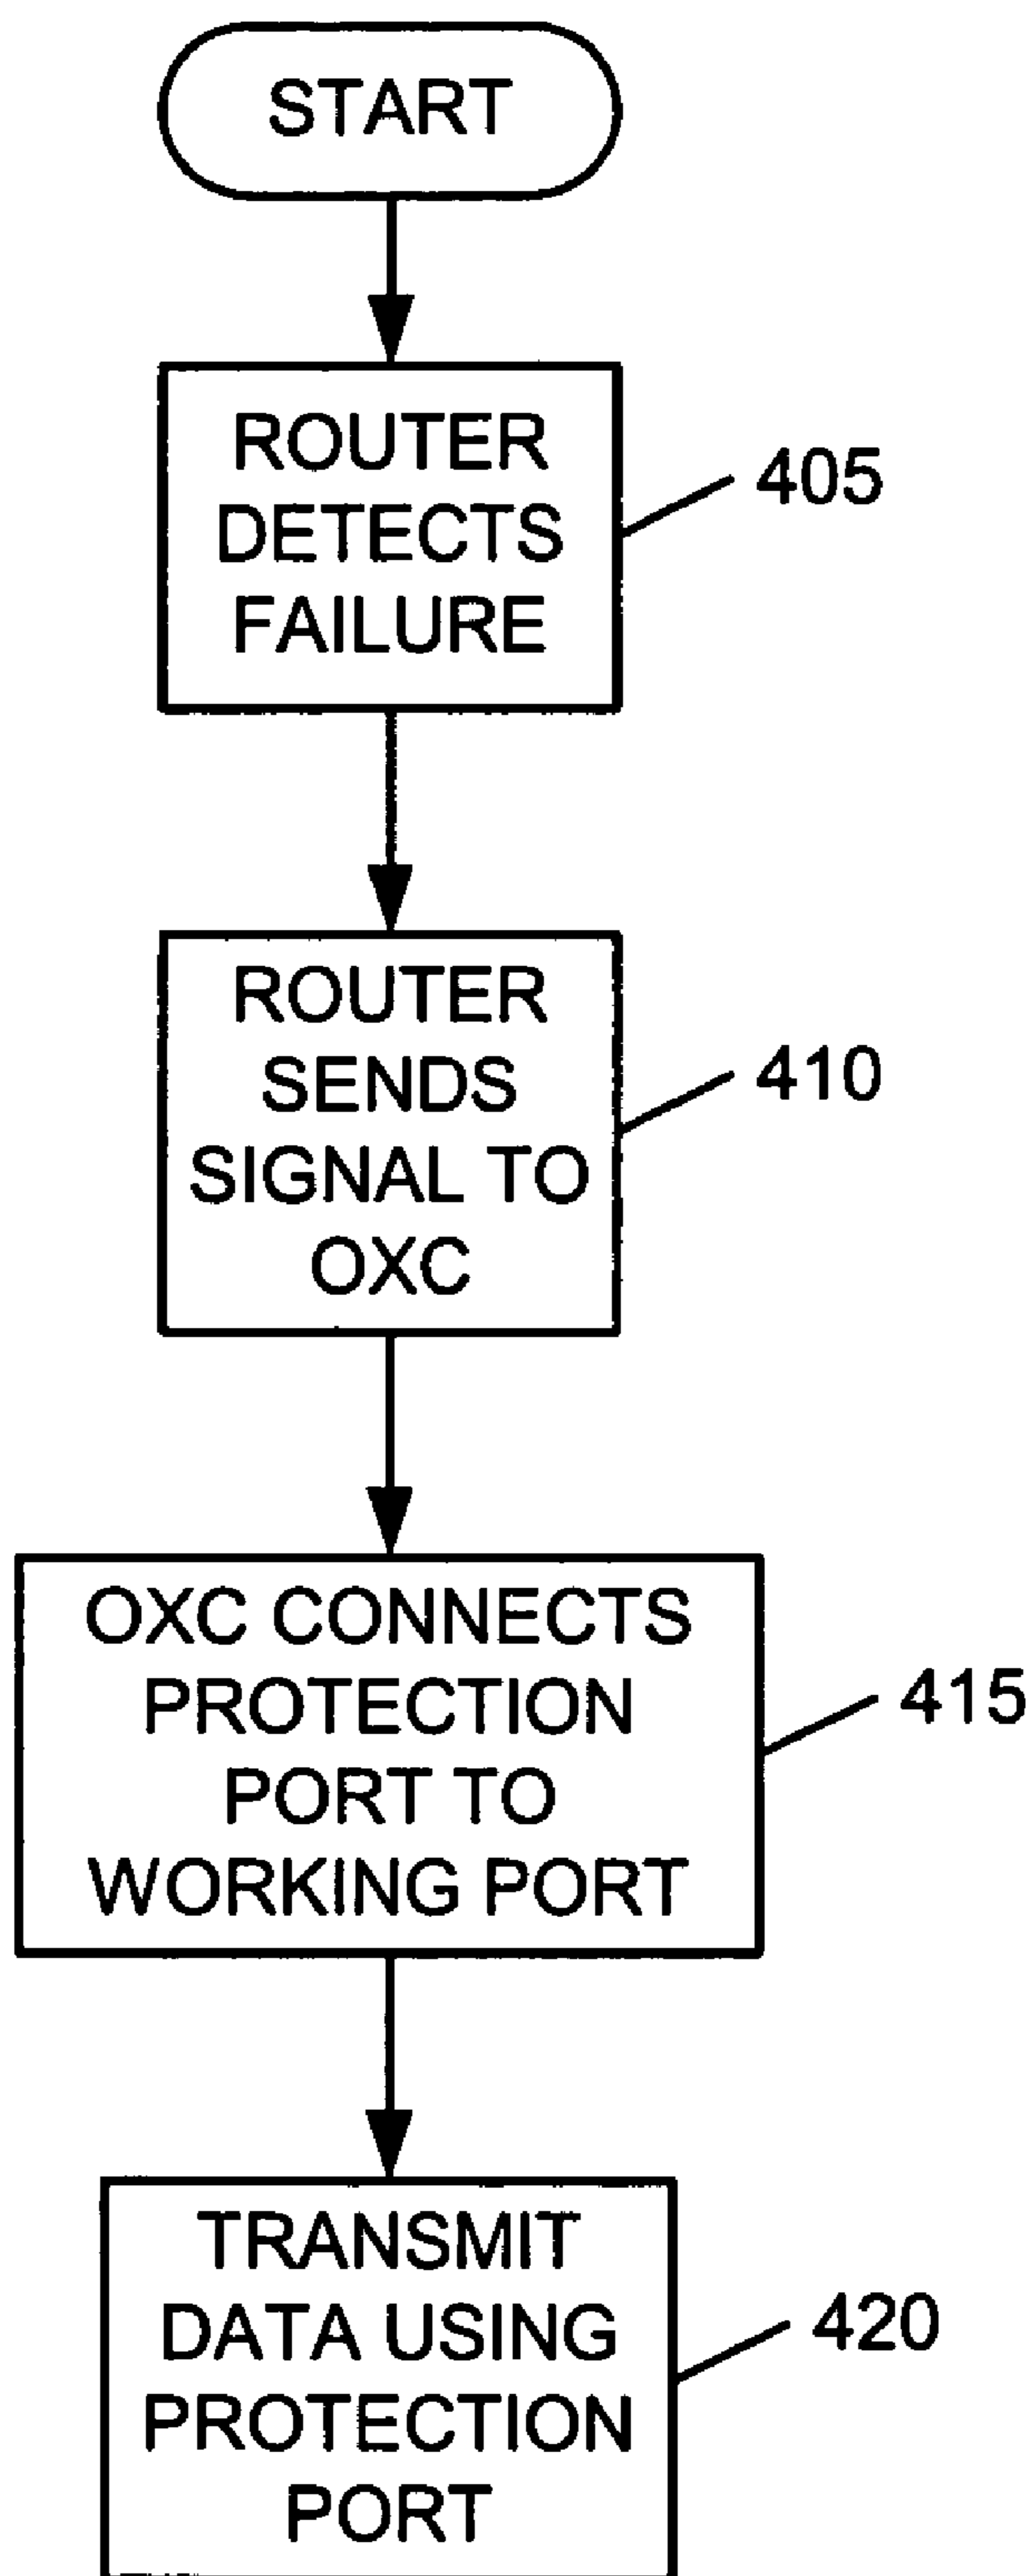 START
ROUTER
DETECTS
FAILURE
405
ROUTER
SENDS
SIGNAL TO
OXC
410
OXC CONNECTS
PROTECTION
PORT TO
WORKING PORT
415
TRANSMIT
DATA USING
PROTECTION
PORT
420